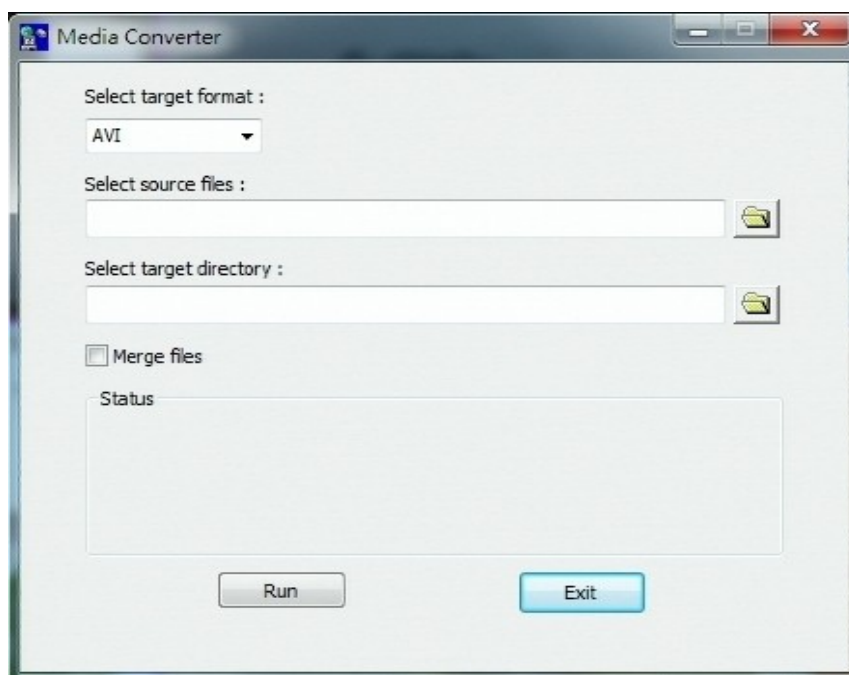 Media Converter
Select target format :
AVI
Select source files :
Select target directory :
Merge files
Status
Run
Exit